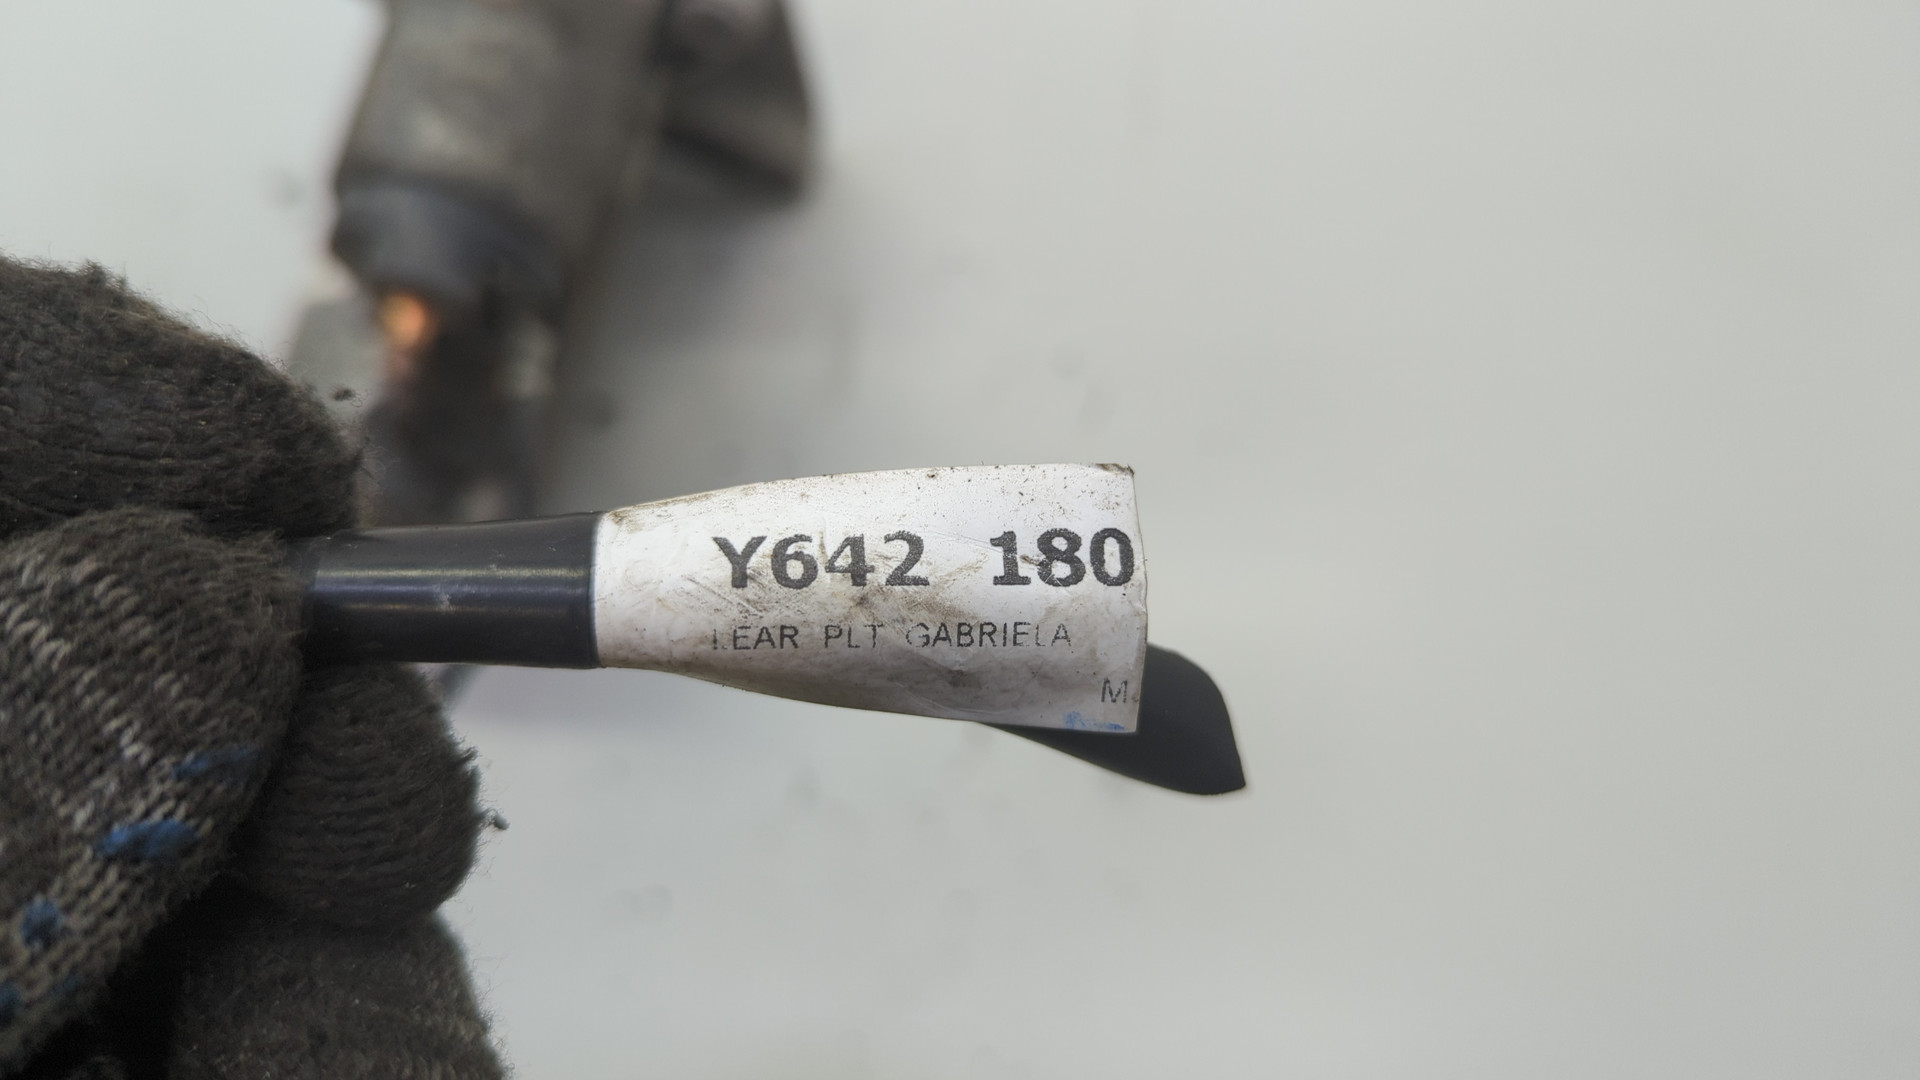 Y642 180
LEAR PLT GABRIELA
M